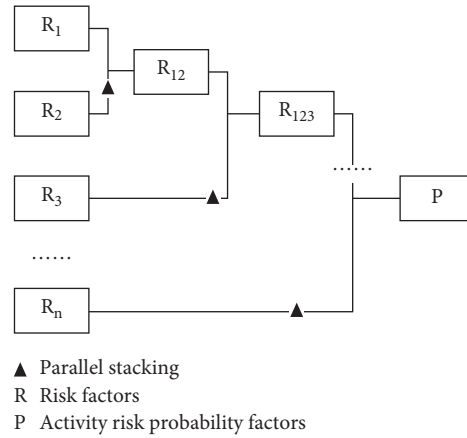 R1
R12
R2
R123
......
R3
P
......
Rn
▲ Parallel stacking
R Risk factors
P Activity risk probability factors